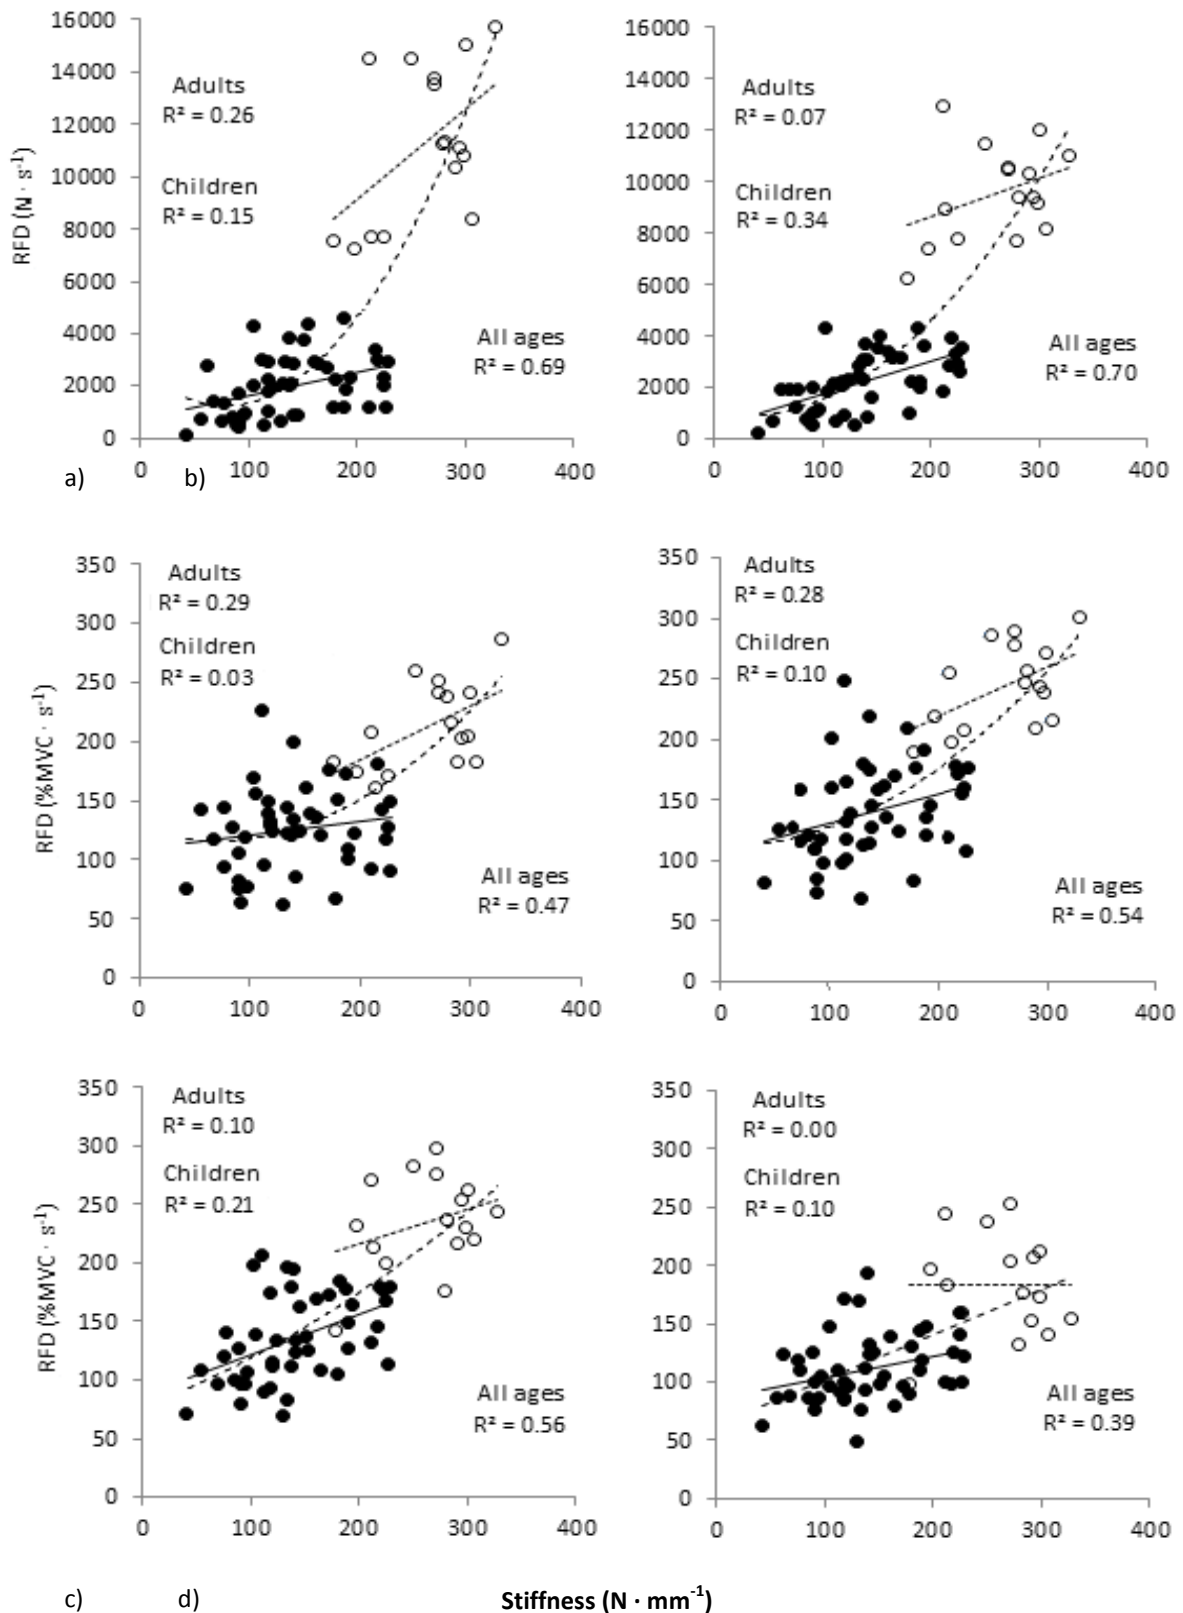 16000
14000
12000
10000
8000
6000
4000
2000
0
RFD (N · s⁻¹)
Adults
R² = 0.26
Children
R² = 0.15
All ages
R² = 0.69
0 100 200 300 400
16000
14000
12000
10000
8000
6000
4000
2000
0
Adults
R² = 0.07
Children
R² = 0.34
All ages
R² = 0.70
0 100 200 300 400
a) b)
350
300
250
200
150
100
50
0
RFD (%MVC · s⁻¹)
Adults
R² = 0.29
Children
R² = 0.03
All ages
R² = 0.47
0 100 200 300 400
350
300
250
200
150
100
50
0
Adults
R² = 0.28
Children
R² = 0.10
All ages
R² = 0.54
0 100 200 300 400
350
300
250
200
150
100
50
0
RFD (%MVC · s⁻¹)
Adults
R² = 0.10
Children
R² = 0.21
All ages
R² = 0.56
0 100 200 300 400
350
300
250
200
150
100
50
0
Adults
R² = 0.00
Children
R² = 0.10
All ages
R² = 0.39
0 100 200 300 400
c) d) Stiffness (N · mm⁻¹)